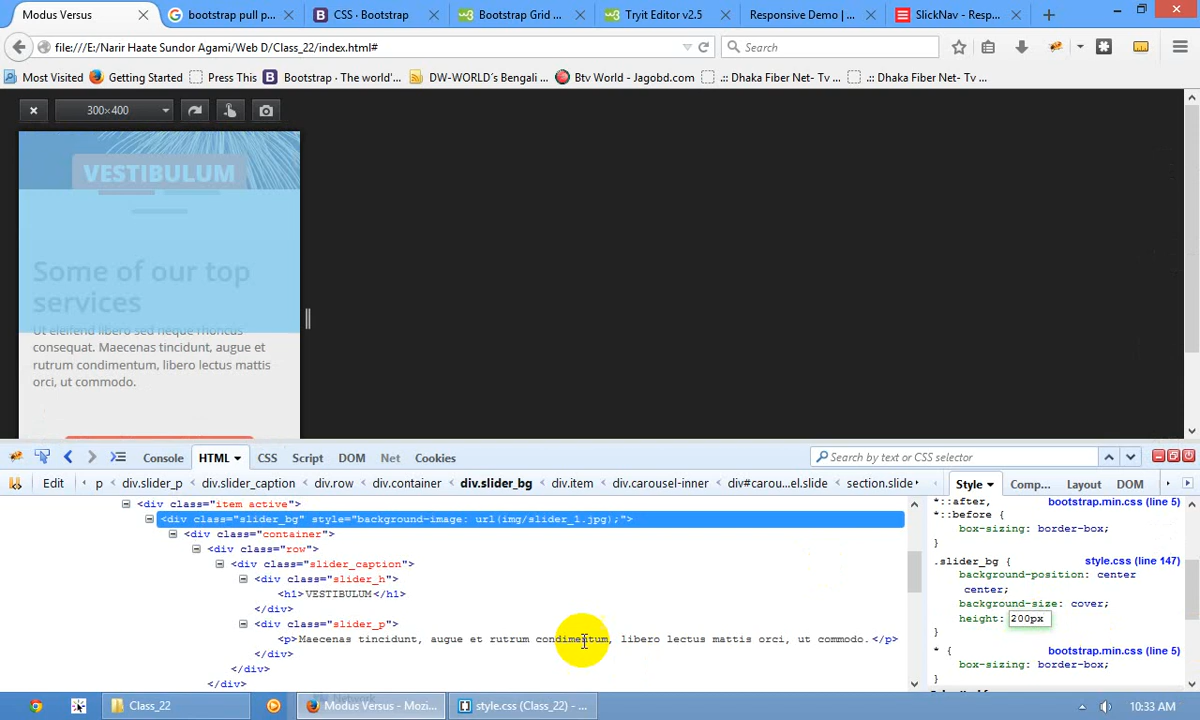 Modus Versus
bootstrap pull p...
CSS · Bootstrap
Bootstrap Grid ...
Tryit Editor v2.5
Responsive Demo | ...
SlickNav - Resp...
file:///E:/Narir Haate Sundor Agami/Web D/Class_22/index.html#
Search
Most Visited
Getting Started
Press This
Bootstrap · The world'...
DW-WORLD´s Bengali ...
Btv World - Jagobd.com
.:: Dhaka Fiber Net- Tv ...
.:: Dhaka Fiber Net- Tv ...
300×400
VESTIBULUM
Some of our top
services
Ut eleifend libero sed neque rhoncus
consequat. Maecenas tincidunt, augue et
rutrum condimentum, libero lectus mattis
orci, ut commodo.
Console
HTML
CSS
Script
DOM
Net
Cookies
Search by text or CSS selector
Edit
p
div.slider_p
div.slider_caption
div.row
div.container
div.slider_bg
div.item
div.carousel-inner
div#carou...el.slide
section.slide
Style
Comp...
Layout
DOM
<div class="item active">
<div class="slider_bg" style="background-image: url(img/slider_1.jpg);">
<div class="container">
<div class="row">
<div class="slider_caption">
<div class="slider_h">
<h1>VESTIBULUM</h1>
</div>
<div class="slider_p">
<p>Maecenas tincidunt, augue et rutrum condimentum, libero lectus mattis orci, ut commodo.</p>
</div>
</div>
</div>
*::after, bootstrap.min.css (line 5)
*::before {
box-sizing: border-box;
}
.slider_bg { style.css (line 147)
background-position: center
center;
background-size: cover;
height: 200px
}
* { bootstrap.min.css (line 5)
box-sizing: border-box;
}
Network
Class_22
Modus Versus - Mozi...
style.css (Class_22) - ...
10:33 AM